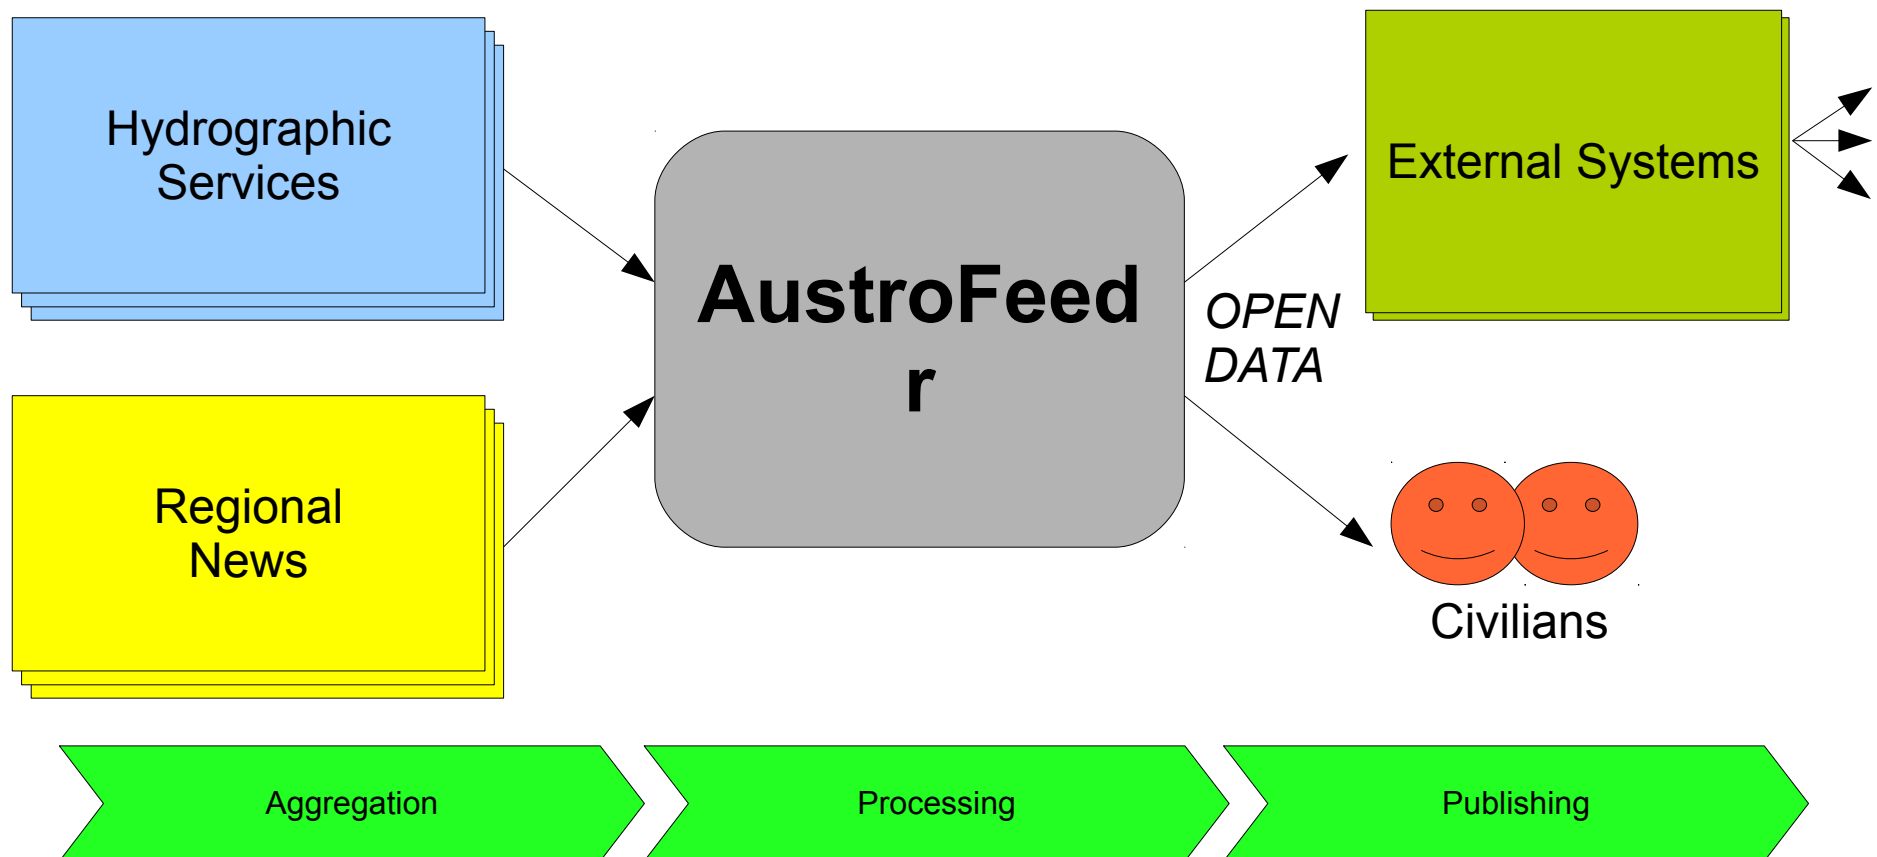 Hydrographic
Services
Regional
News
AustroFeed
r
OPEN
DATA
External Systems
Civilians
Aggregation
Processing
Publishing